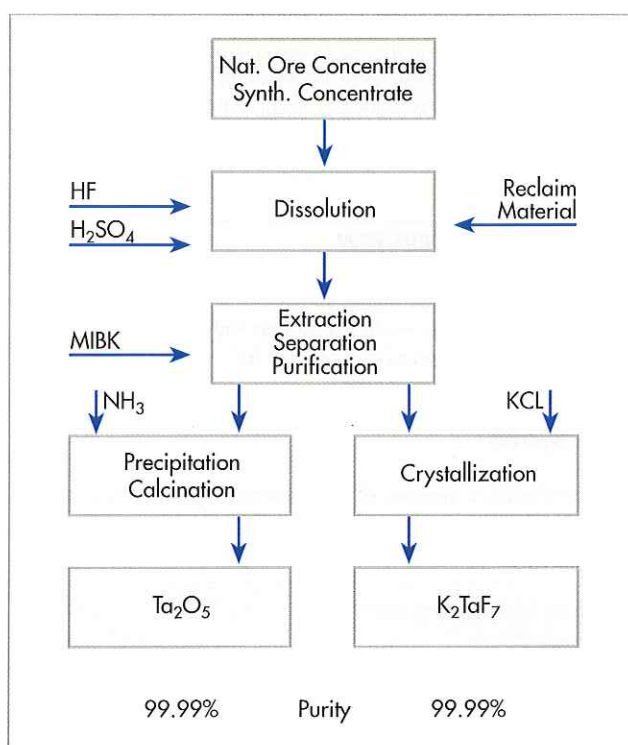 Nat. Ore Concentrate
Synth. Concentrate
HF
H₂SO₄
Dissolution
Reclaim
Material
MIBK
Extraction
Separation
Purification
NH₃
KCL
Precipitation
Calcination
Crystallization
Ta₂O₅
K₂TaF₇
99.99% Purity 99.99%